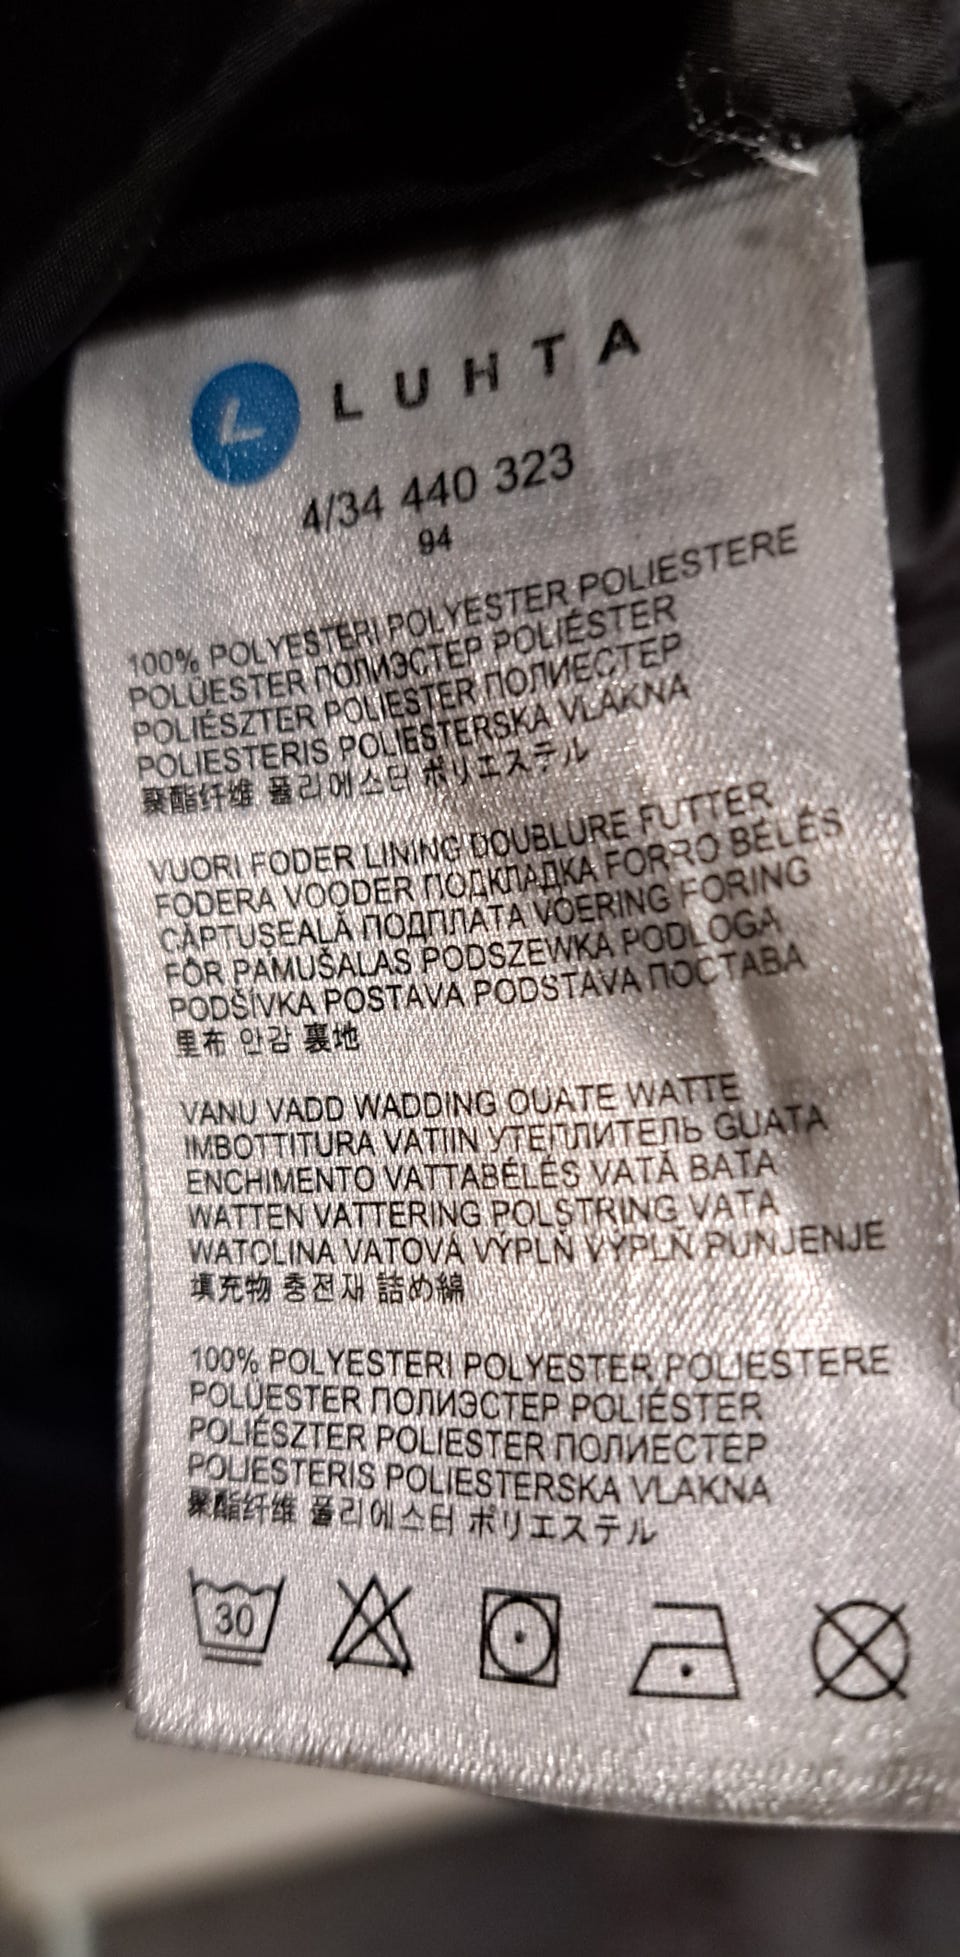 L LUHTA
4/34 440 323
94
100% POLYESTERI POLYESTER POLIESTERE
POLÜESTER ПОЛИЭСТЕР POLIÉSTER
POLIÉSZTER POLIESTER ПОЛИЕСТЕР
POLIESTERIS POLIESTERSKA VLAKNA
聚酯纤维 폴리에스터 ポリエステル
VUORI FODER LINING DOUBLURE FUTTER
FODERA VOODER ПОДКЛАДКА FORRO BÉLÉS
CĂPTUŞEALĂ ПОДПЛАТА VOERING FORING
FÓR PAMUŠALAS PODSZEWKA PODLOGA
PODŠÍVKA POSTAVA PODSTAVA ПОСТАВА
里布 안감 裏地
VANU VADD WADDING OUATE WATTE
IMBOTTITURA VATIIN УТЕПЛИТЕЛЬ GUATA
ENCHIMENTO VATTABÉLÉS VATĂ ВАТА
WATTEN VATTERING POLSTRING VATA
WATOLINA VATOVÁ VÝPLŇ VÝPLŇ PUNJENJE
填充物 충전재 詰め綿
100% POLYESTERI POLYESTER POLIESTERE
POLÜESTER ПОЛИЭСТЕР POLIÉSTER
POLIÉSZTER POLIESTER ПОЛИЕСТЕР
POLIESTERIS POLIESTERSKA VLAKNA
聚酯纤维 폴리에스터 ポリエステル
30